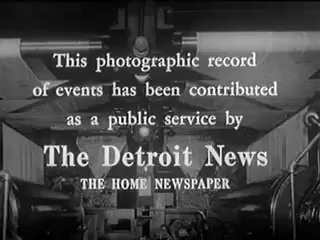 This photographic record
of events has been contributed
as a public service by
The Detroit News
THE HOME NEWSPAPER